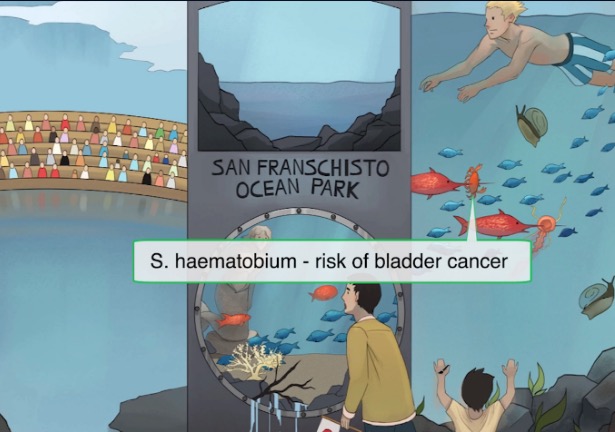 SAN FRANSCHISTO
OCEAN PARK
S. haematobium - risk of bladder cancer